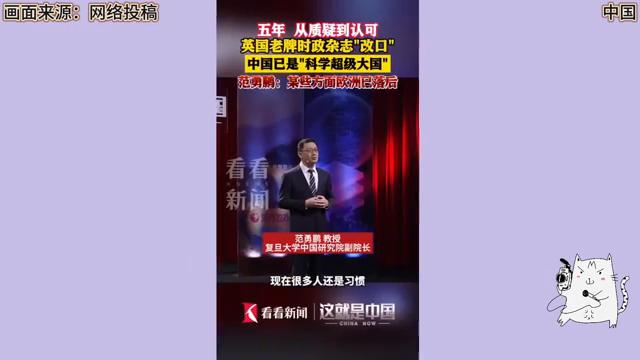 画面来源：网络投稿
中国
五年 从质疑到认可
英国老牌时政杂志"改口"
中国已是"科学超级大国"
范勇鹏：某些方面欧洲已落后
看看
新闻
范勇鹏 教授
复旦大学中国研究院副院长
现在很多人还是习惯
看看新闻
这就是中国
CHINA NOW